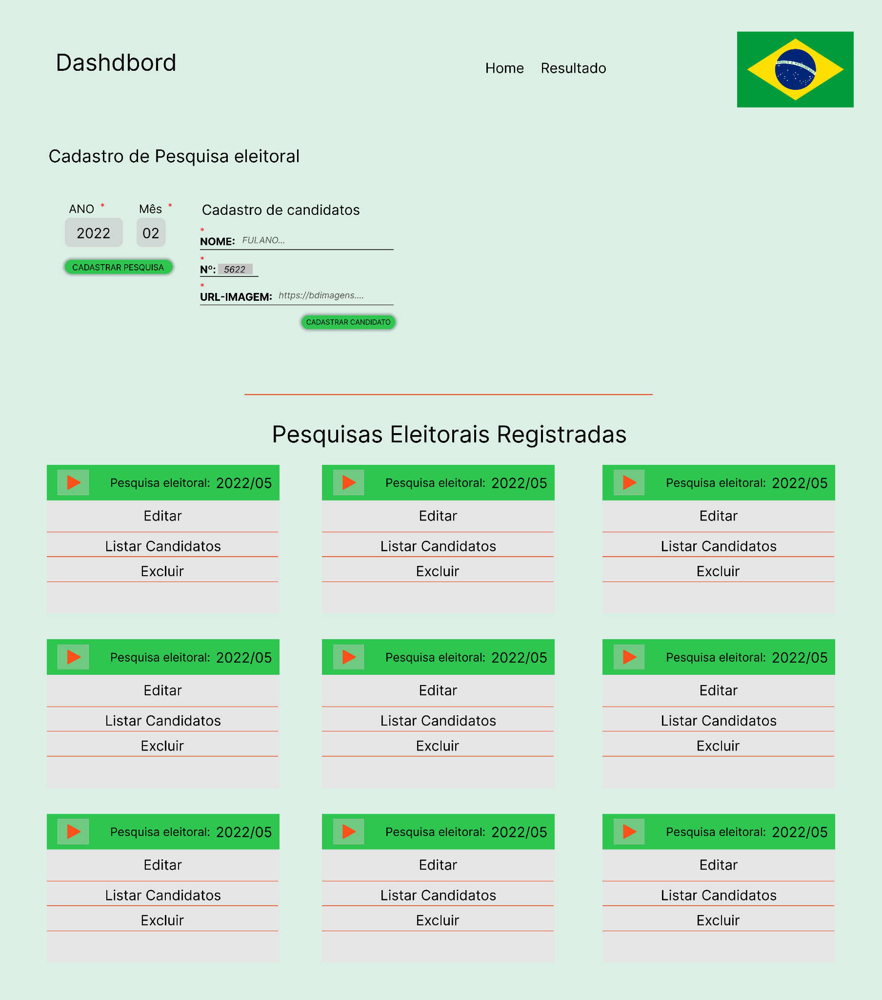 Dashdbord
Home Resultado
ORDEM E PROGRESSO
Cadastro de Pesquisa eleitoral
ANO *
Mês *
2022
02
CADASTRAR PESQUISA
Cadastro de candidatos
*
NOME: FULANO...
*
Nº: 5622
*
URL-IMAGEM: https://bdimagens....
CADASTRAR CANDIDATO
Pesquisas Eleitorais Registradas
Pesquisa eleitoral: 2022/05
Editar
Listar Candidatos
Excluir
Pesquisa eleitoral: 2022/05
Editar
Listar Candidatos
Excluir
Pesquisa eleitoral: 2022/05
Editar
Listar Candidatos
Excluir
Pesquisa eleitoral: 2022/05
Editar
Listar Candidatos
Excluir
Pesquisa eleitoral: 2022/05
Editar
Listar Candidatos
Excluir
Pesquisa eleitoral: 2022/05
Editar
Listar Candidatos
Excluir
Pesquisa eleitoral: 2022/05
Editar
Listar Candidatos
Excluir
Pesquisa eleitoral: 2022/05
Editar
Listar Candidatos
Excluir
Pesquisa eleitoral: 2022/05
Editar
Listar Candidatos
Excluir